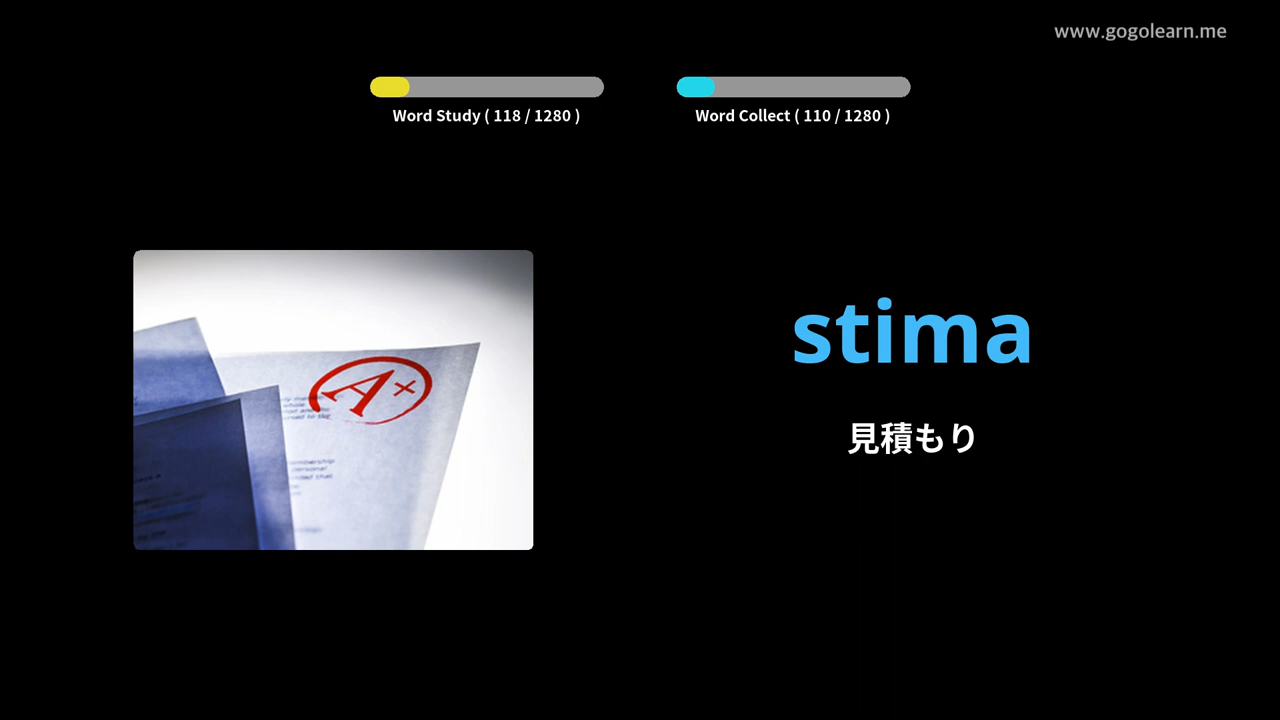 www.gogolearn.me
Word Study ( 118 / 1280 )
Word Collect ( 110 / 1280 )
A+
stima
見積もり